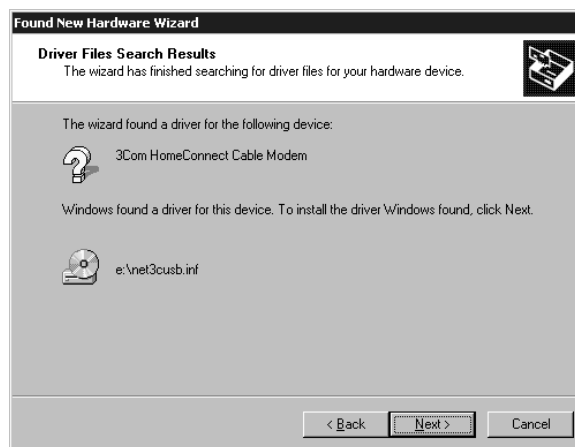 Found New Hardware Wizard
Driver Files Search Results
The wizard has finished searching for driver files for your hardware device.
The wizard found a driver for the following device:
3Com HomeConnect Cable Modem
Windows found a driver for this device. To install the driver Windows found, click Next.
e:\net3cusb.inf
< Back Next > Cancel